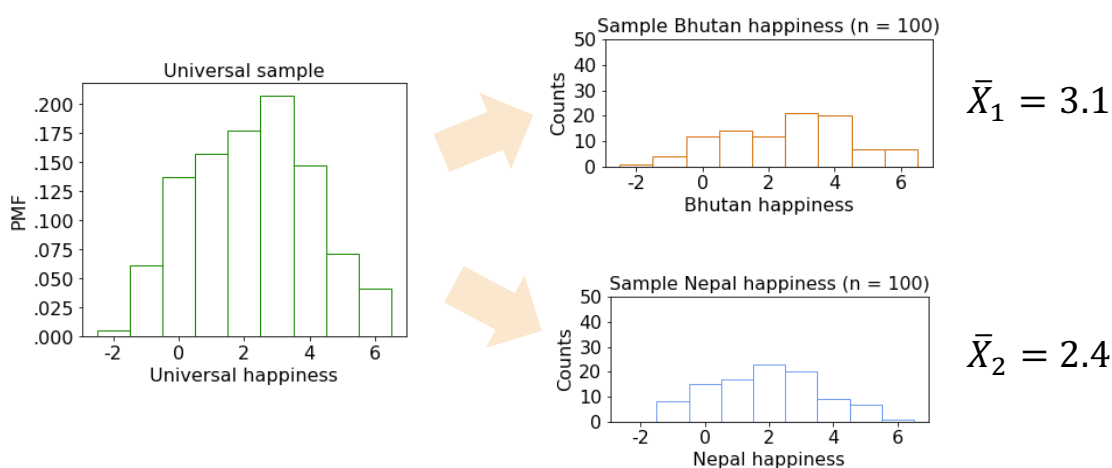 Universal sample
PMF
.200
.175
.150
.125
.100
.075
.050
.025
.000
-2 0 2 4 6
Universal happiness
Sample Bhutan happiness (n = 100)
Counts
50
40
30
20
10
0
-2 0 2 4 6
Bhutan happiness
X̄₁ = 3.1
Sample Nepal happiness (n = 100)
Counts
50
40
30
20
10
0
-2 0 2 4 6
Nepal happiness
X̄₂ = 2.4